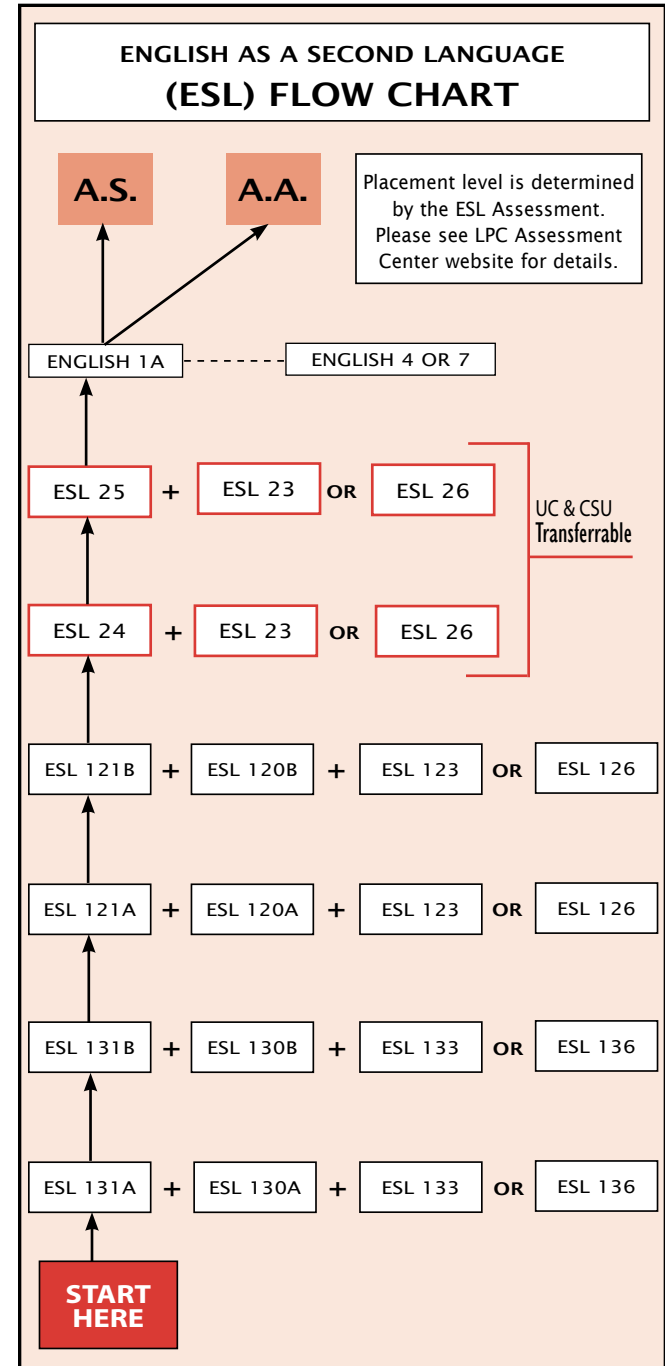 ENGLISH AS A SECOND LANGUAGE
(ESL) FLOW CHART
A.S.
A.A.
Placement level is determined
by the ESL Assessment.
Please see LPC Assessment
Center website for details.
ENGLISH 1A
ENGLISH 4 OR 7
ESL 25 + ESL 23 OR ESL 26
UC & CSU
Transferrable
ESL 24 + ESL 23 OR ESL 26
ESL 121B + ESL 120B + ESL 123 OR ESL 126
ESL 121A + ESL 120A + ESL 123 OR ESL 126
ESL 131B + ESL 130B + ESL 133 OR ESL 136
ESL 131A + ESL 130A + ESL 133 OR ESL 136
START
HERE